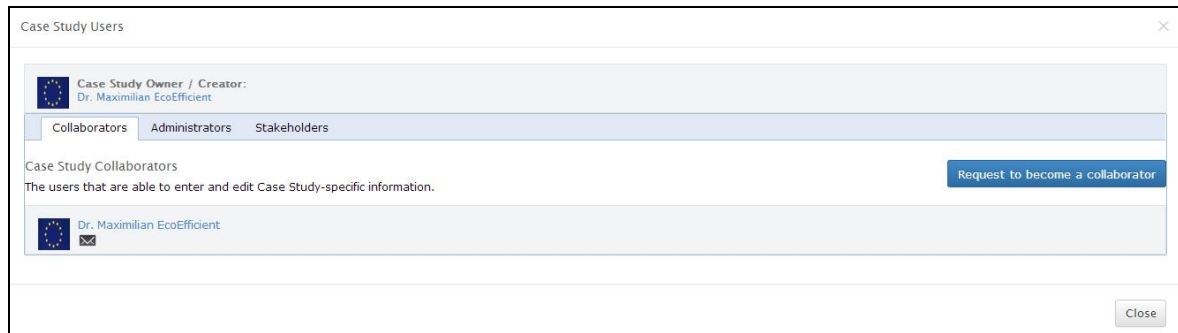 Case Study Users
Case Study Owner / Creator:
Dr. Maximilian EcoEfficient
Collaborators Administrators Stakeholders
Case Study Collaborators
Request to become a collaborator
The users that are able to enter and edit Case Study-specific information.
Dr. Maximilian EcoEfficient
Close